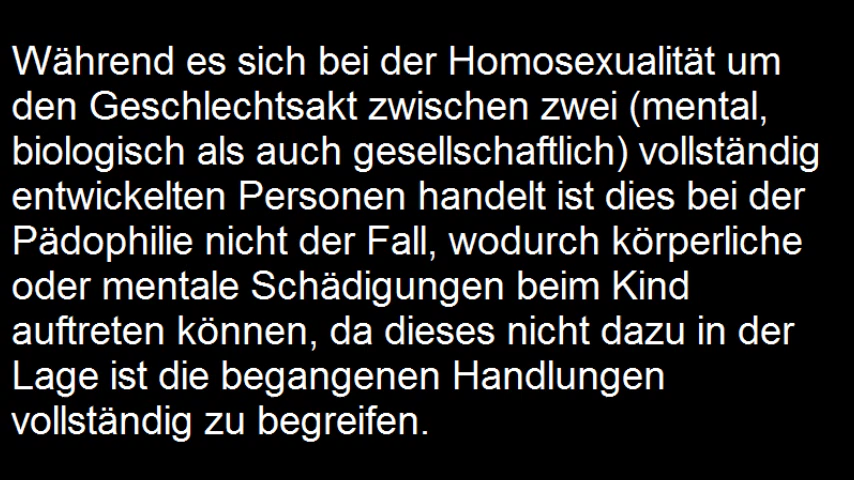 Während es sich bei der Homosexualität um
den Geschlechtsakt zwischen zwei (mental,
biologisch als auch gesellschaftlich) vollständig
entwickelten Personen handelt ist dies bei der
Pädophilie nicht der Fall, wodurch körperliche
oder mentale Schädigungen beim Kind
auftreten können, da dieses nicht dazu in der
Lage ist die begangenen Handlungen
vollständig zu begreifen.